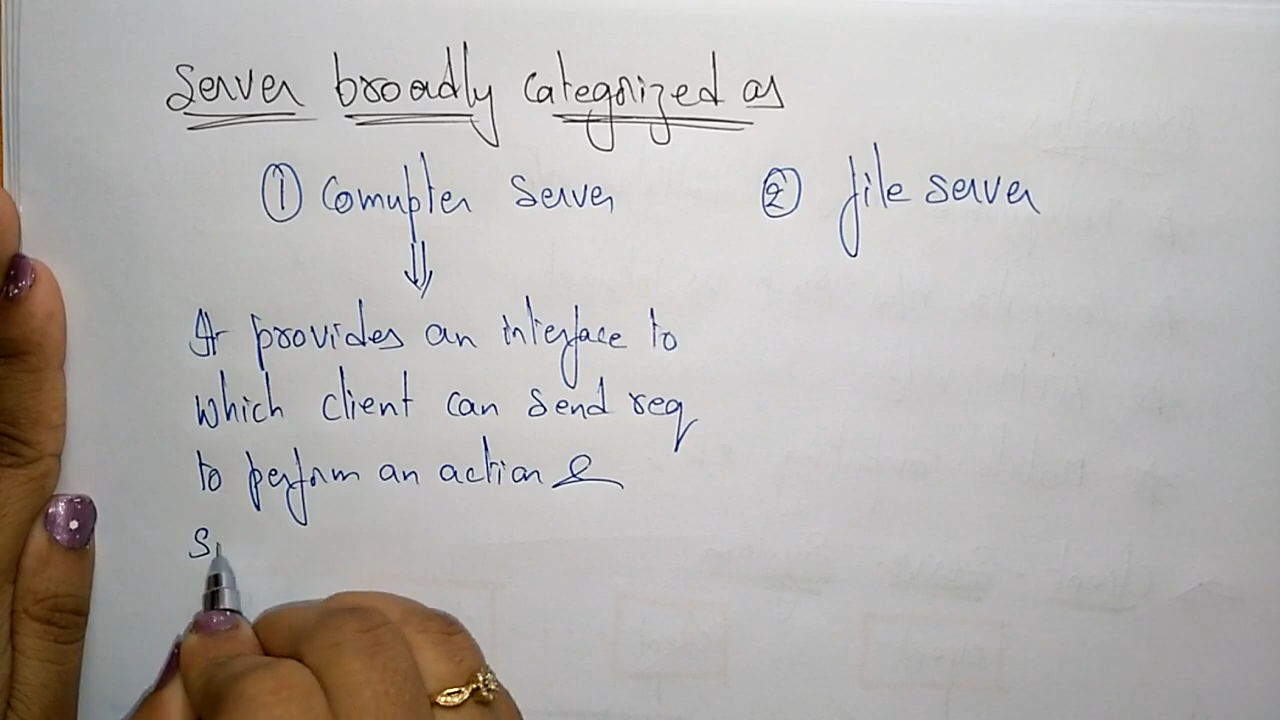 Server broadly categorized as
① Comupter Server ② file server
It provides an interface to
which client can send req
to perform an action &
S